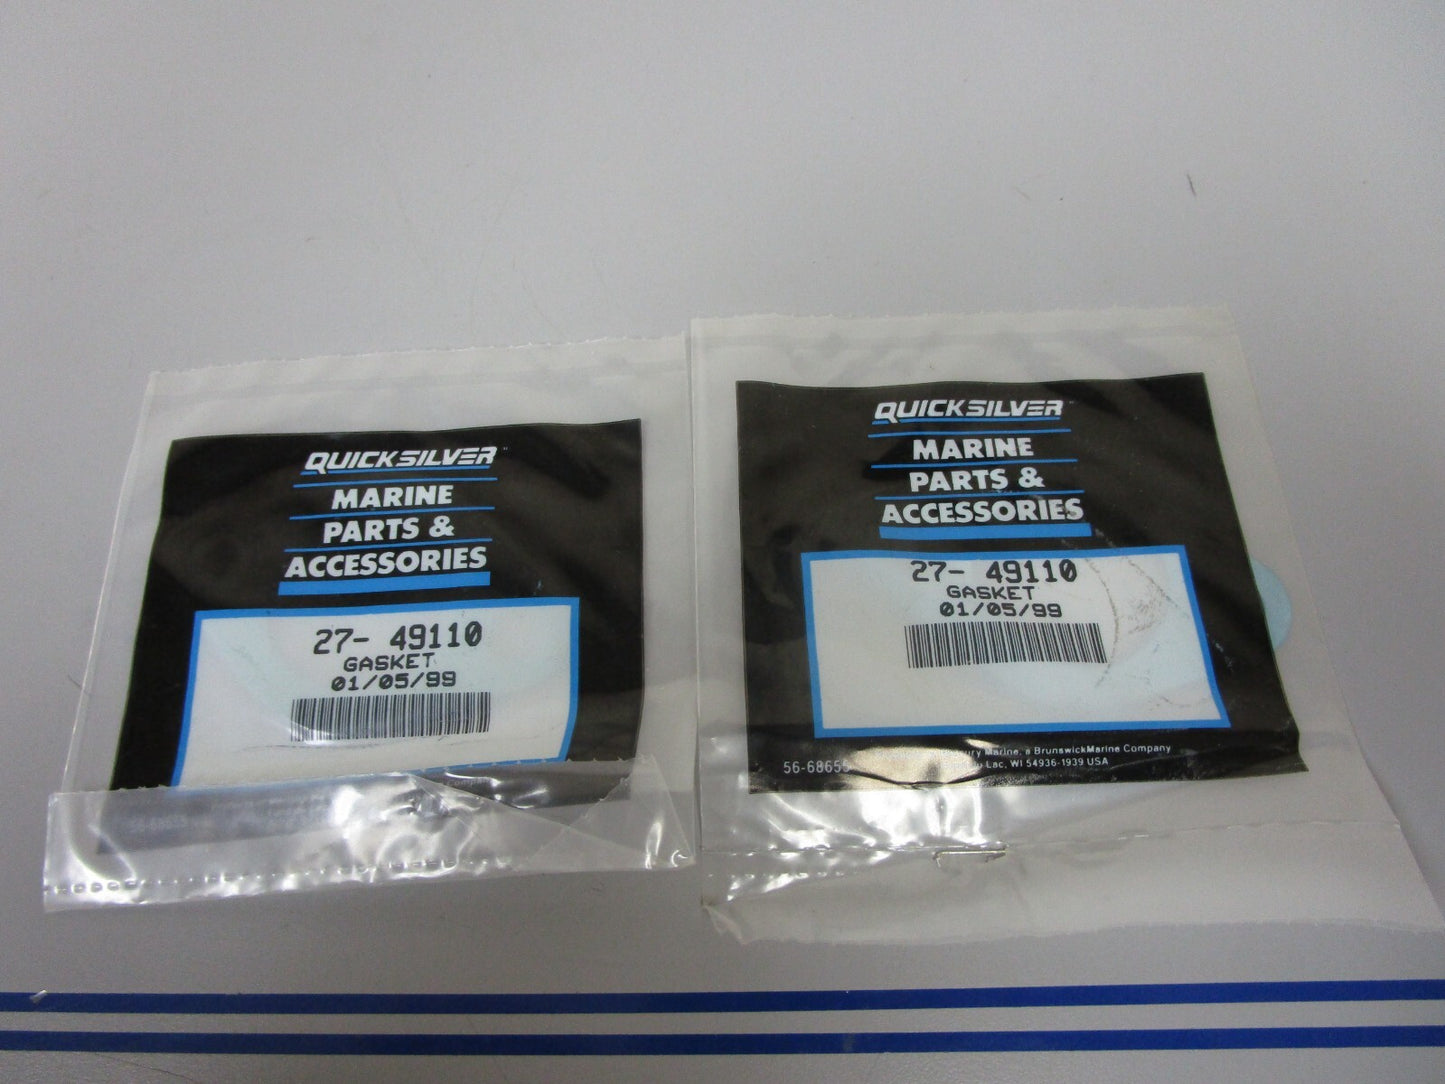 QUICKSILVER
MARINE
PARTS &
ACCESSORIES
27- 49110
GASKET
01/05/99
QUICKSILVER
MARINE
PARTS &
ACCESSORIES
27- 49110
GASKET
01/05/99
Marine, a BrunswickMarine Company
56-68655
Lac, WI 54936-1939 USA